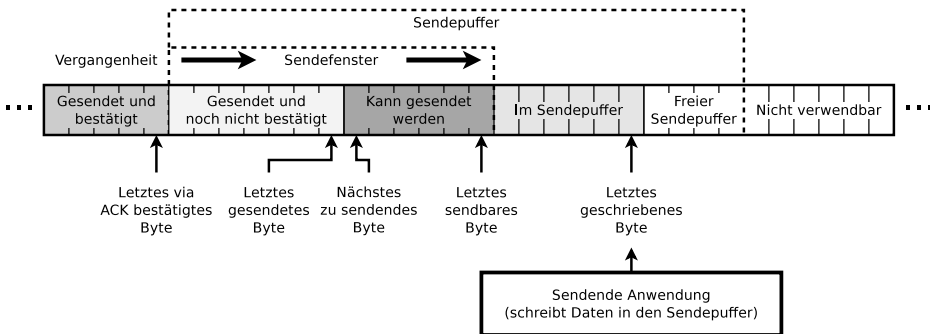 Sendepuffer
Vergangenheit
Sendefenster
Gesendet und
bestätigt
Gesendet und
noch nicht bestätigt
Kann gesendet
werden
Im Sendepuffer
Freier
Sendepuffer
Nicht verwendbar
Letztes via
ACK bestätigtes
Byte
Letztes
gesendetes
Byte
Nächstes
zu sendendes
Byte
Letztes
sendbares
Byte
Letztes
geschriebenes
Byte
Sendende Anwendung
(schreibt Daten in den Sendepuffer)